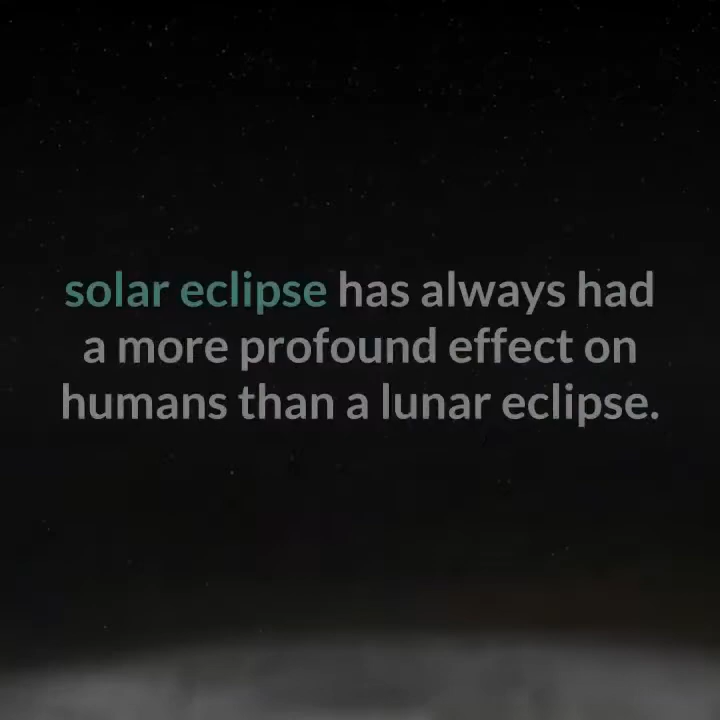 solar eclipse has always had
a more profound effect on
humans than a lunar eclipse.